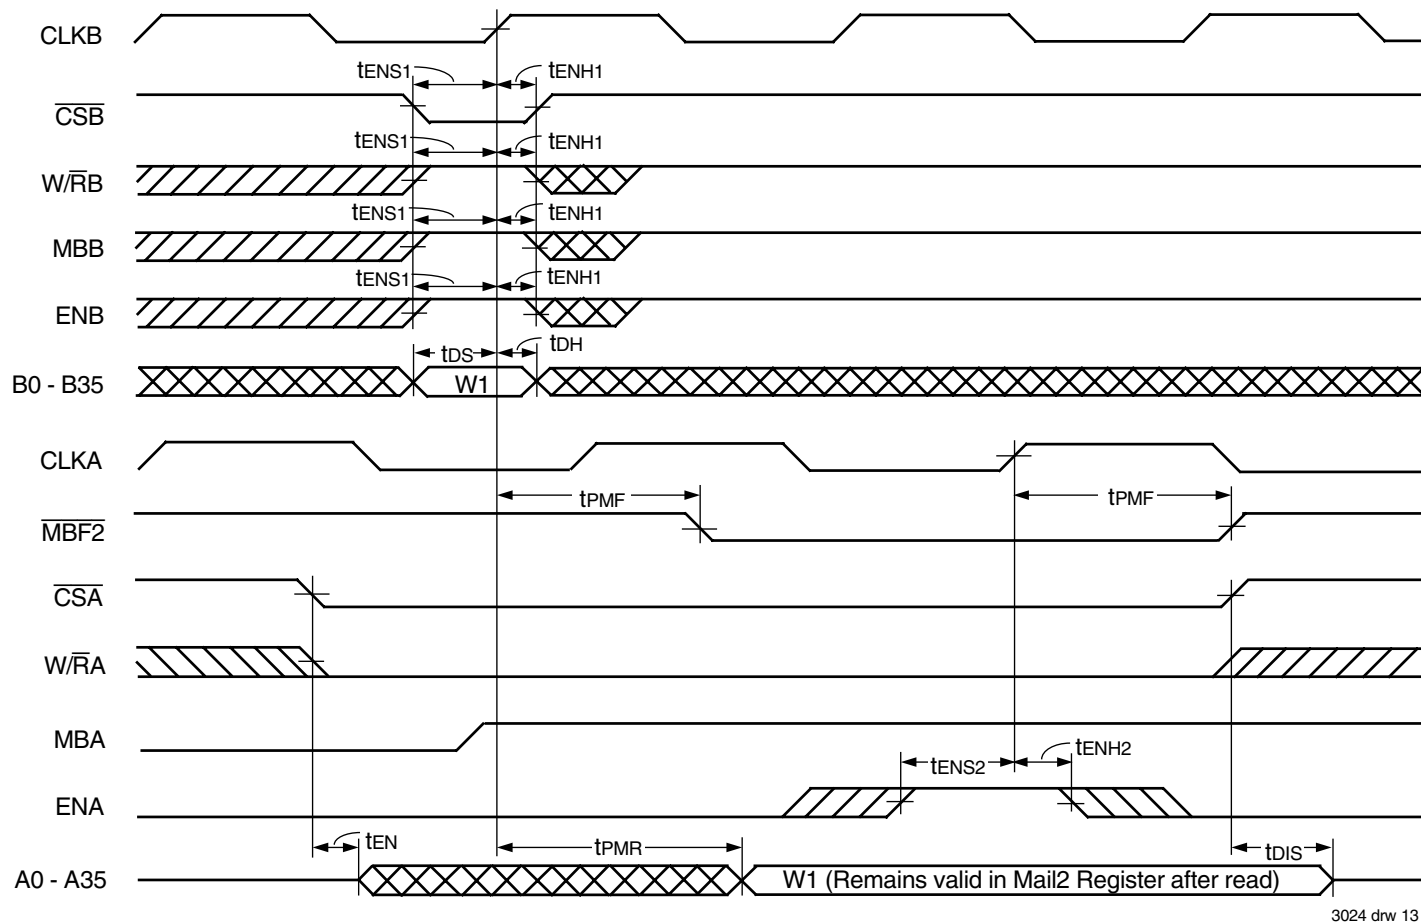 CLKB
tENS1 tENH1
CSB
tENS1 tENH1
W/RB
tENS1 tENH1
MBB
tENS1 tENH1
ENB
tDS tDH
B0 - B35 W1
CLKA
tPMF tPMF
MBF2
CSA
W/RA
MBA
tENS2 tENH2
ENA
tEN tPMR tDIS
A0 - A35 W1 (Remains valid in Mail2 Register after read)
3024 drw 13